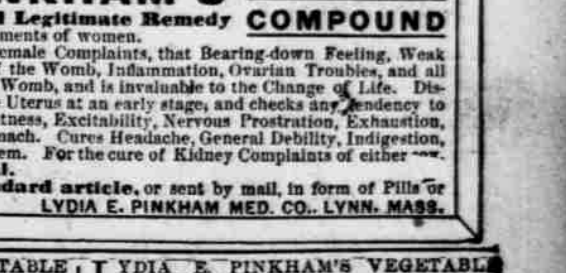 KHAM'S
Legitimate Remedy COMPOUND
ments of women.
emale Complaints, that Bearing-down Feeling, Weak
the Womb, Inflammation, Ovarian Troubles, and all
Womb, and is invaluable to the Change of Life. Dis-
Uterus at an early stage, and checks any tendency to
tness, Excitability, Nervous Prostration, Exhaustion,
mach. Cures Headache, General Debility, Indigestion,
em. For the cure of Kidney Complaints of either
l.
dard article, or sent by mail, in form of Pills or
LYDIA E. PINKHAM MED. CO., LYNN. MASS.
TABLE LYDIA E. PINKHAM'S VEGETABL